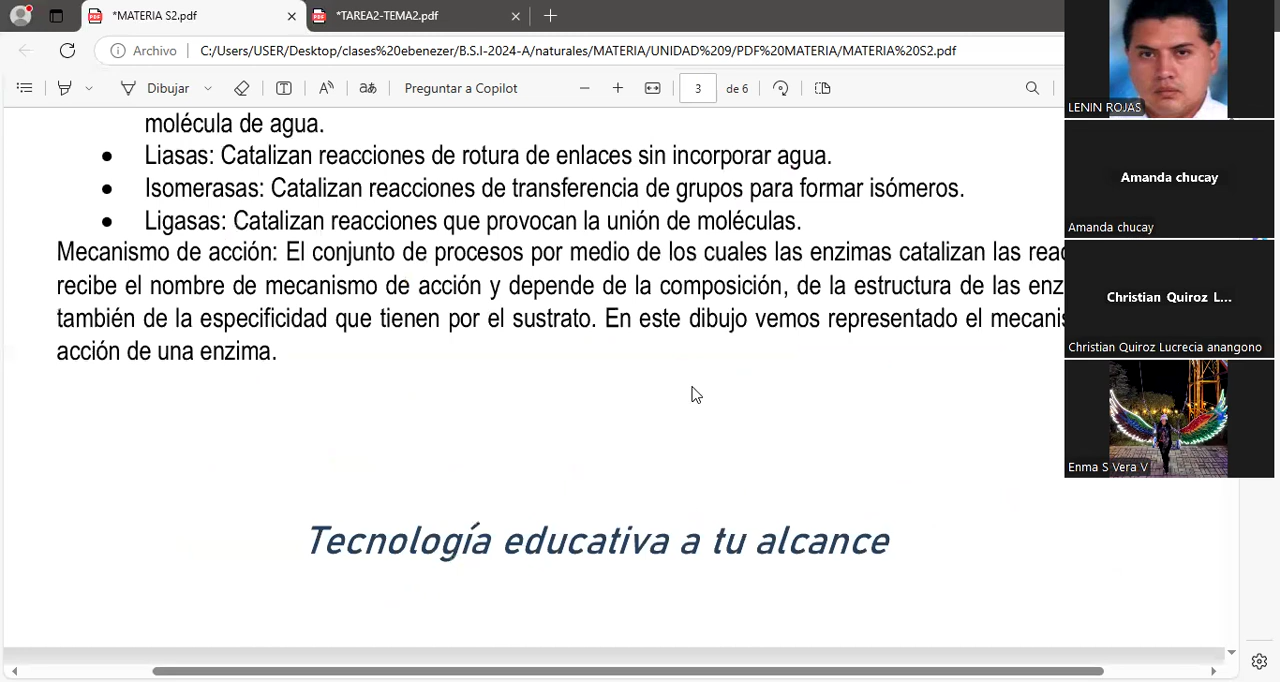 *MATERIA S2.pdf
*TAREA2-TEMA2.pdf
Archivo
C:/Users/USER/Desktop/clases%20ebenezer/B.S.I-2024-A/naturales/MATERIA/UNIDAD%209/PDF%20MATERIA/MATERIA%20S2.pdf
Dibujar
aあ
Preguntar a Copilot
3
de 6
molécula de agua.
• Liasas: Catalizan reacciones de rotura de enlaces sin incorporar agua.
• Isomerasas: Catalizan reacciones de transferencia de grupos para formar isómeros.
• Ligasas: Catalizan reacciones que provocan la unión de moléculas.
Mecanismo de acción: El conjunto de procesos por medio de los cuales las enzimas catalizan las reac
recibe el nombre de mecanismo de acción y depende de la composición, de la estructura de las enz
también de la especificidad que tienen por el sustrato. En este dibujo vemos representado el mecanis
acción de una enzima.
Tecnología educativa a tu alcance
LENIN ROJAS
Amanda chucay
Amanda chucay
Christian Quiroz L...
Christian Quiroz Lucrecia anangono
Enma S Vera V